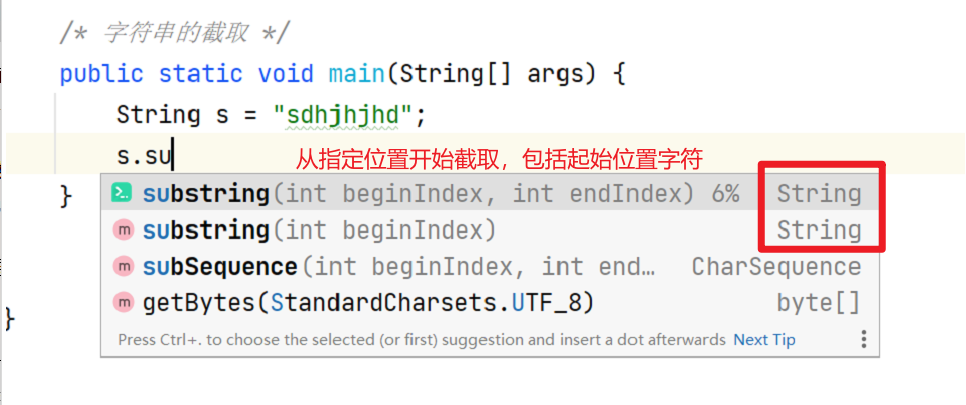 /* 字符串的截取 */
public static void main(String[] args) {
String s = "sdhjhjhd";
s.su
从指定位置开始截取，包括起始位置字符
}
substring(int beginIndex, int endIndex) 6% String
m substring(int beginIndex) String
m subSequence(int beginIndex, int end… CharSequence
m getBytes(StandardCharsets.UTF_8) byte[]
}
Press Ctrl+. to choose the selected (or first) suggestion and insert a dot afterwards Next Tip